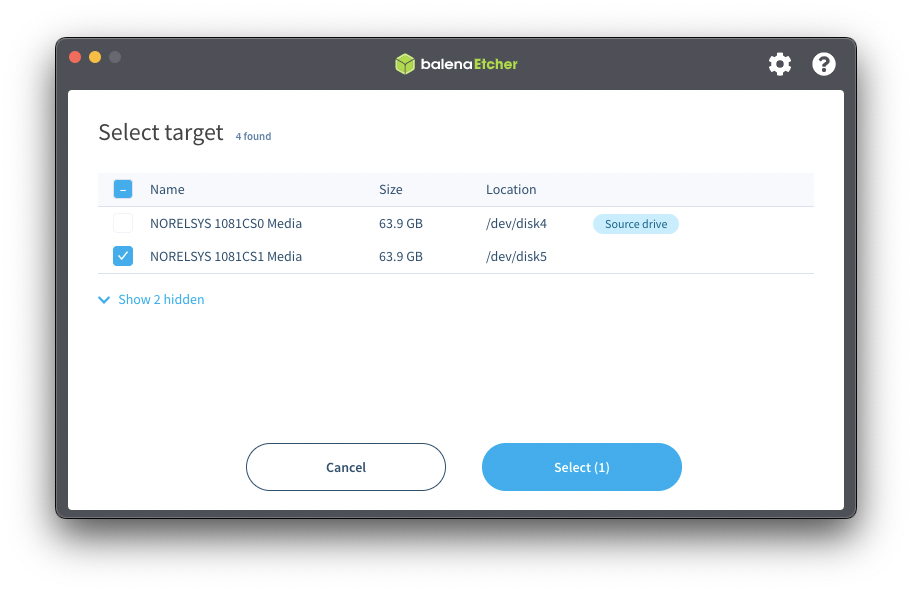 balenaEtcher
Select target 4 found
Name Size Location
NORELSYS 1081CS0 Media 63.9 GB /dev/disk4 Source drive
NORELSYS 1081CS1 Media 63.9 GB /dev/disk5
Show 2 hidden
Cancel Select (1)